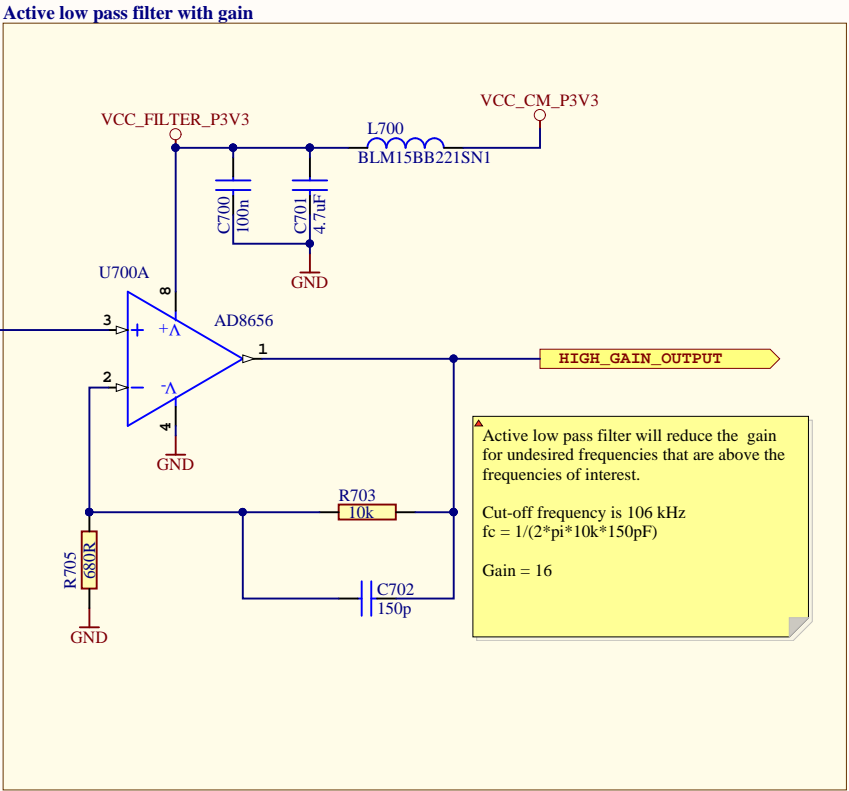 Active low pass filter with gain
VCC_FILTER_P3V3
VCC_CM_P3V3
L700
BLM15BB221SN1
C700
100n
C701
4.7uF
GND
U700A
8
3
+
V+
AD8656
1
2
-
V-
4
GND
HIGH_GAIN_OUTPUT
Active low pass filter will reduce the gain
for undesired frequencies that are above the
frequencies of interest.
Cut-off frequency is 106 kHz
fc = 1/(2*pi*10k*150pF)
Gain = 16
R703
10k
R705
680R
C702
150p
GND